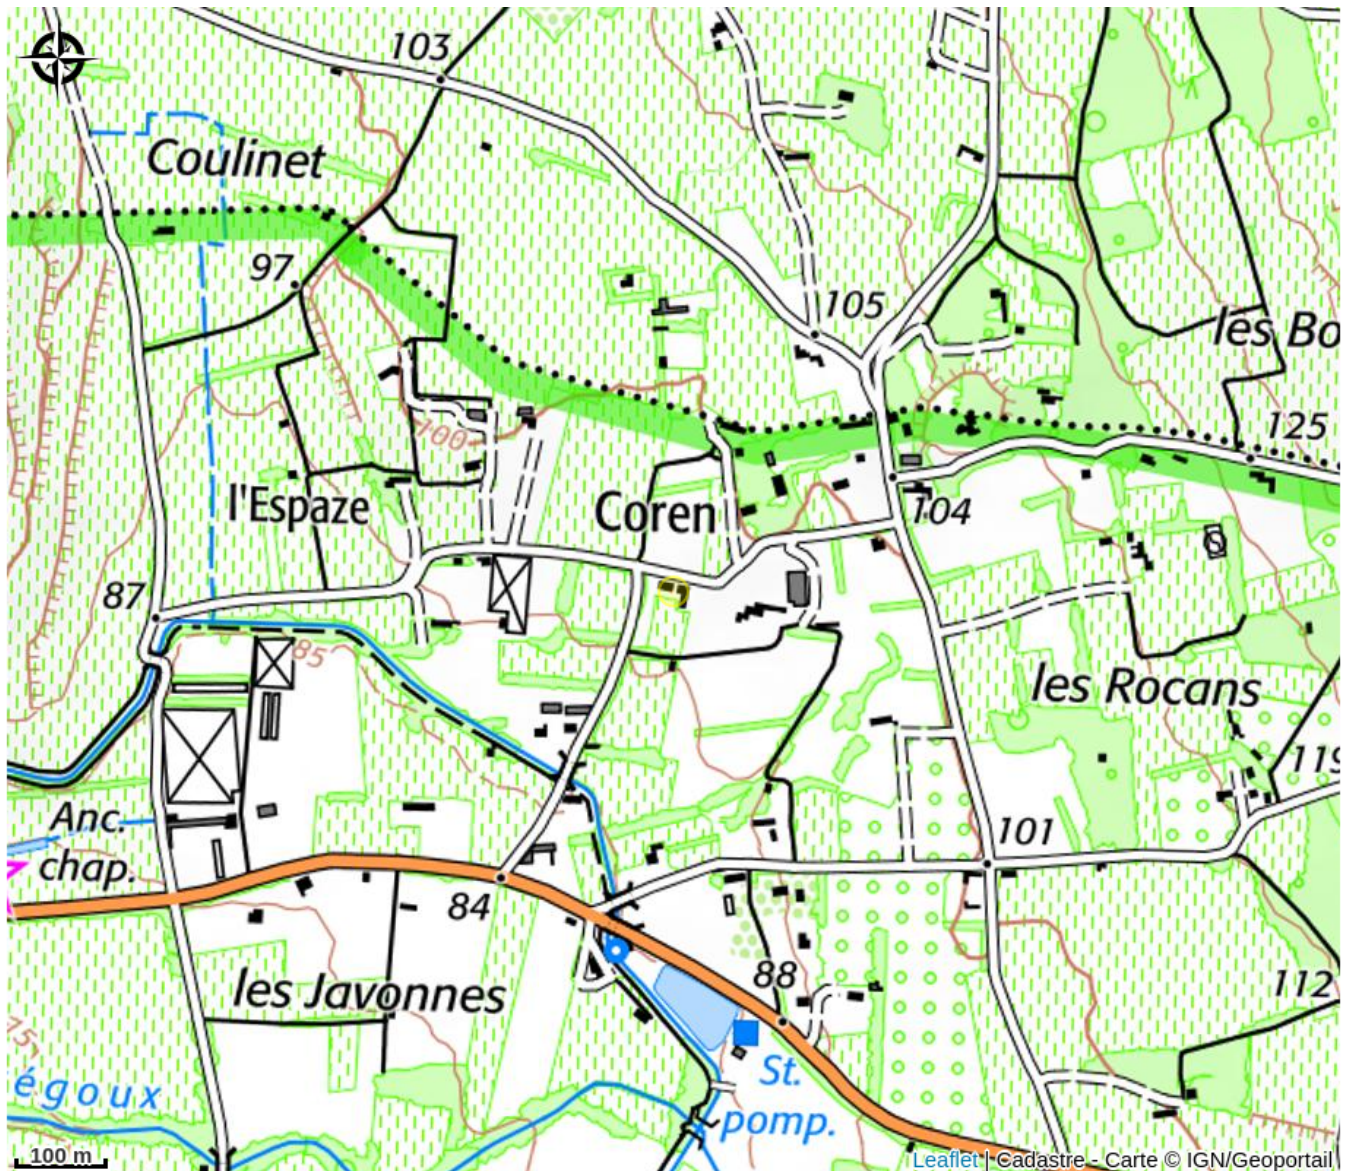 103
Coulinet
97
105
les Bo
125
100
l'Espaze
Coren
104
87
85
les Rocans
119
Anc.
chap.
101
84
88
112
les Javonnes
75
St.
pomp.
égoux
100 m
Leaflet | Cadastre - Carte © IGN/Geoportail